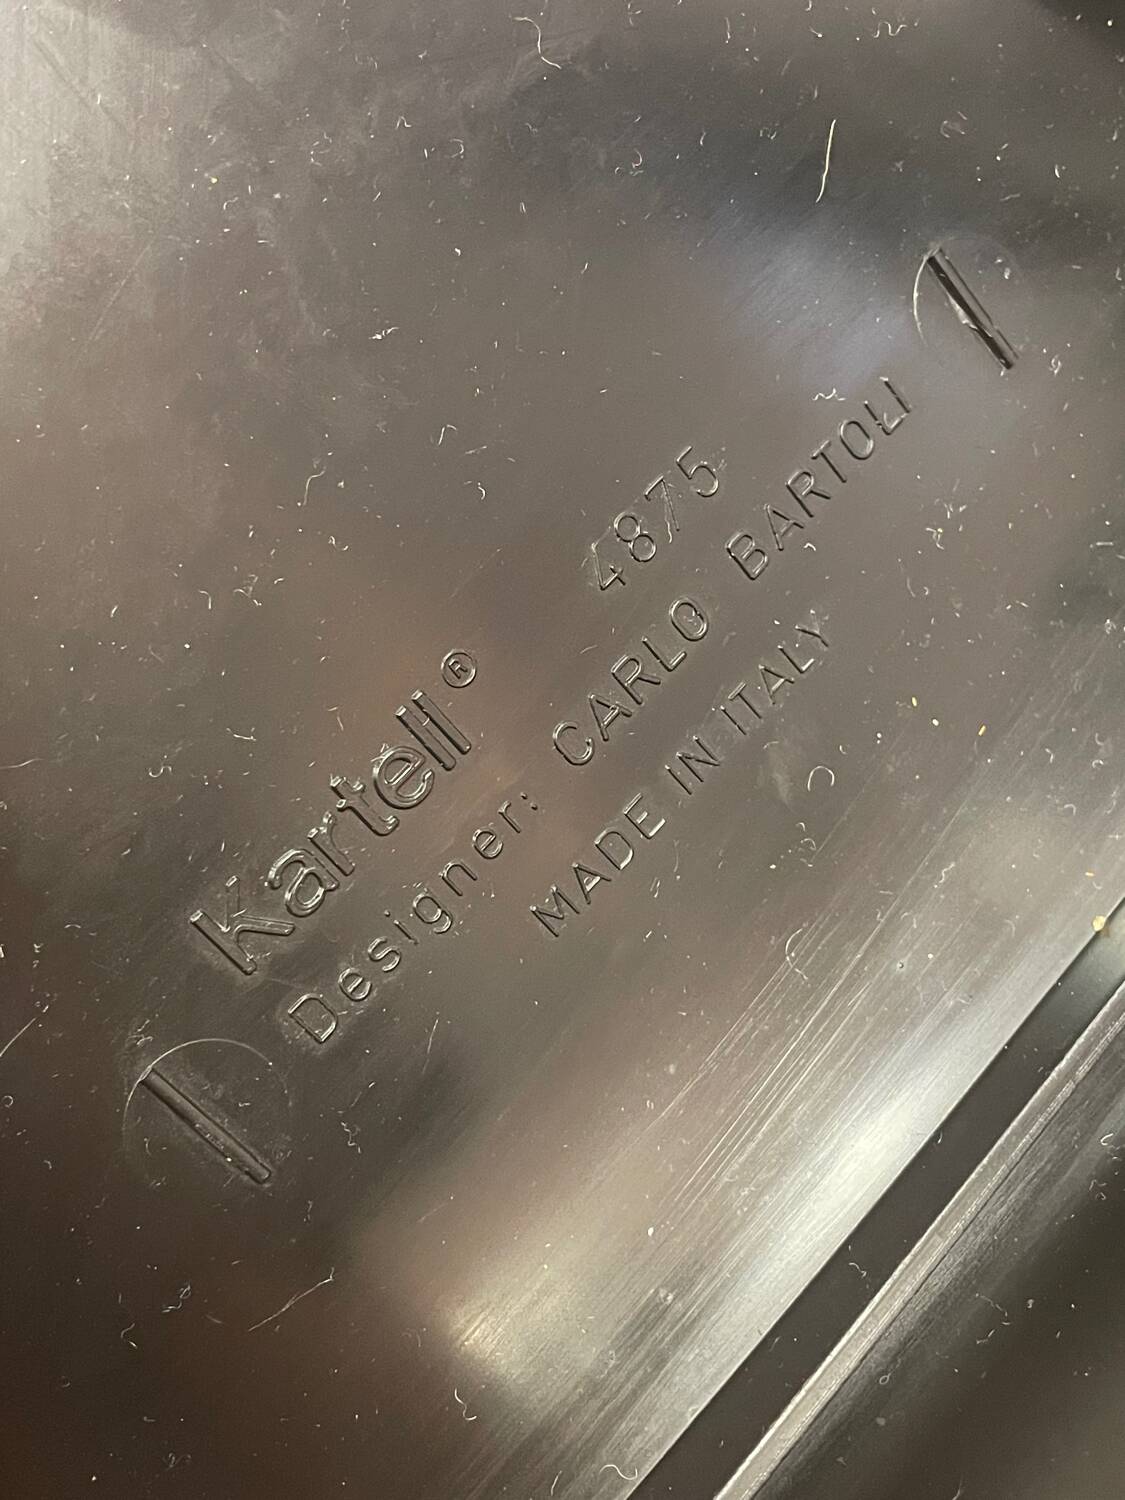 Kartell® 4875
Designer: CARLO BARTOLI
MADE IN ITALY